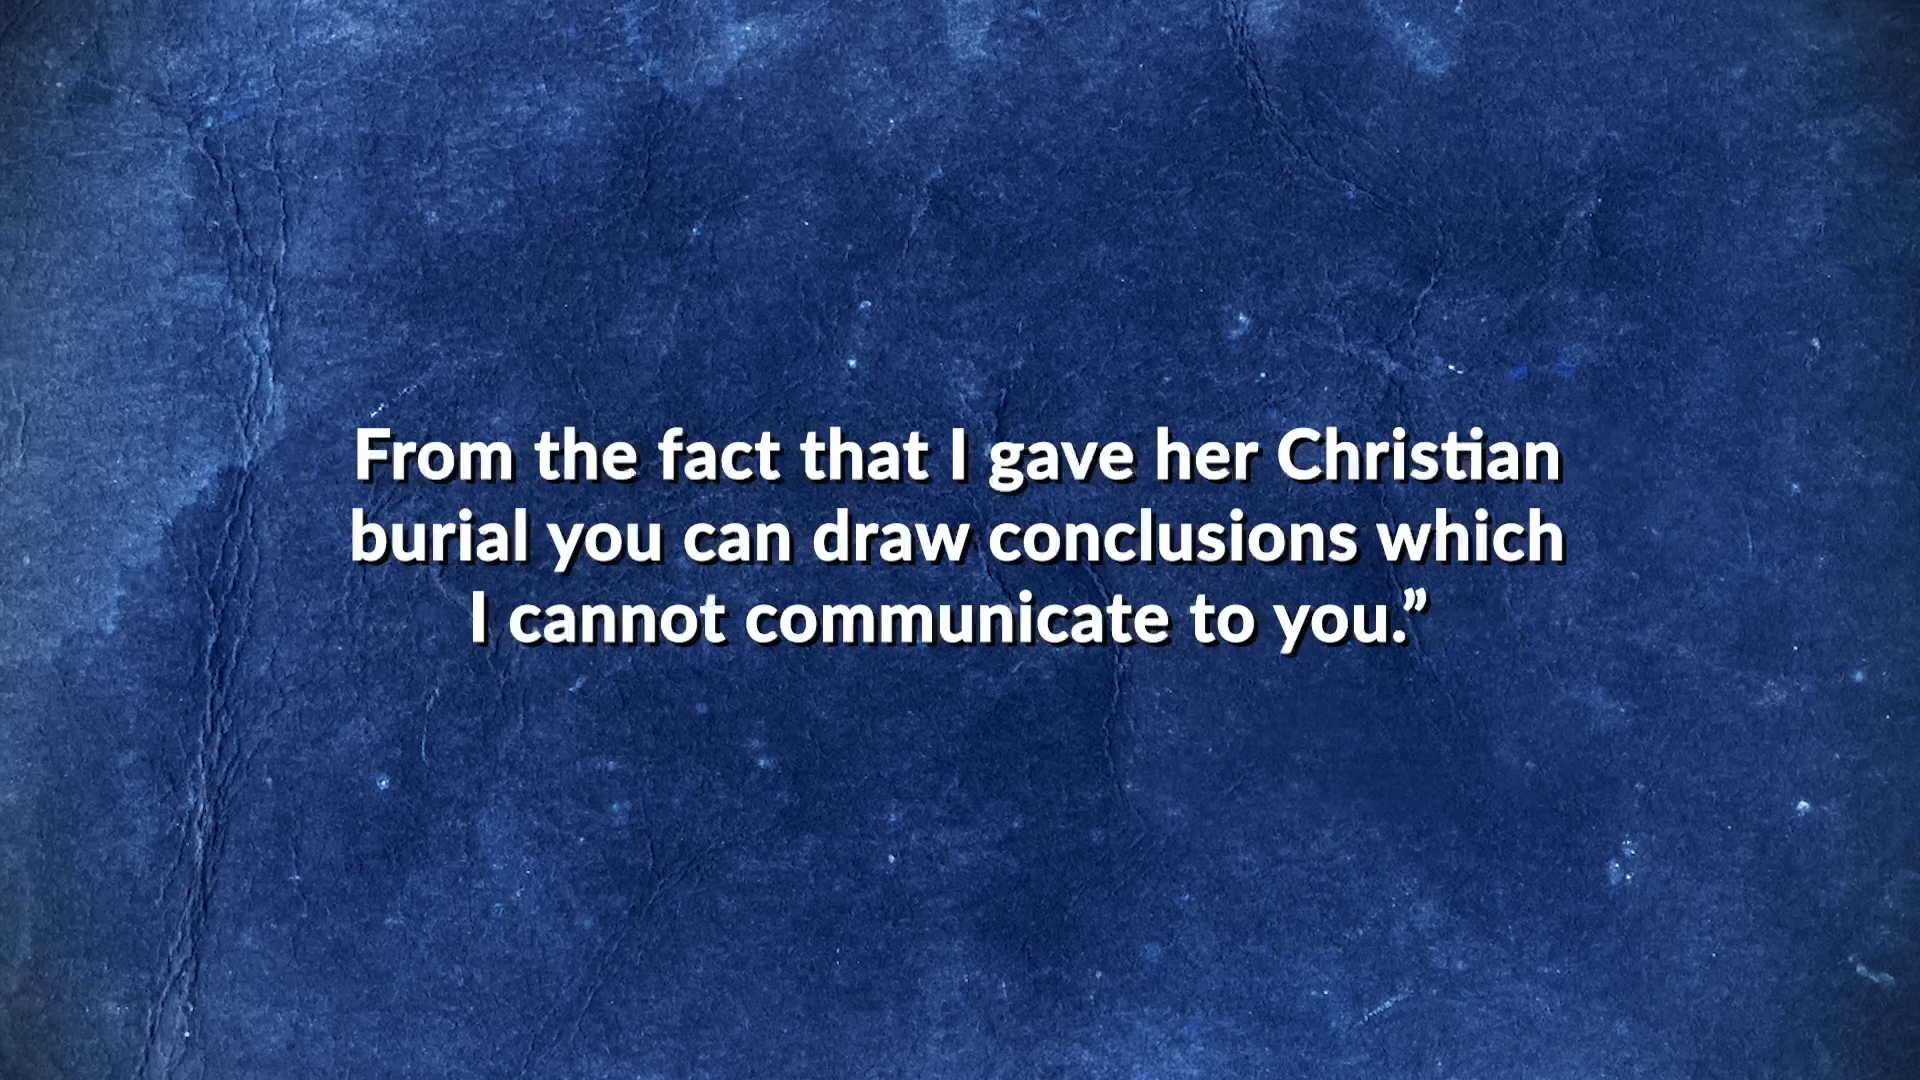 From the fact that I gave her Christian
burial you can draw conclusions which
I cannot communicate to you.”